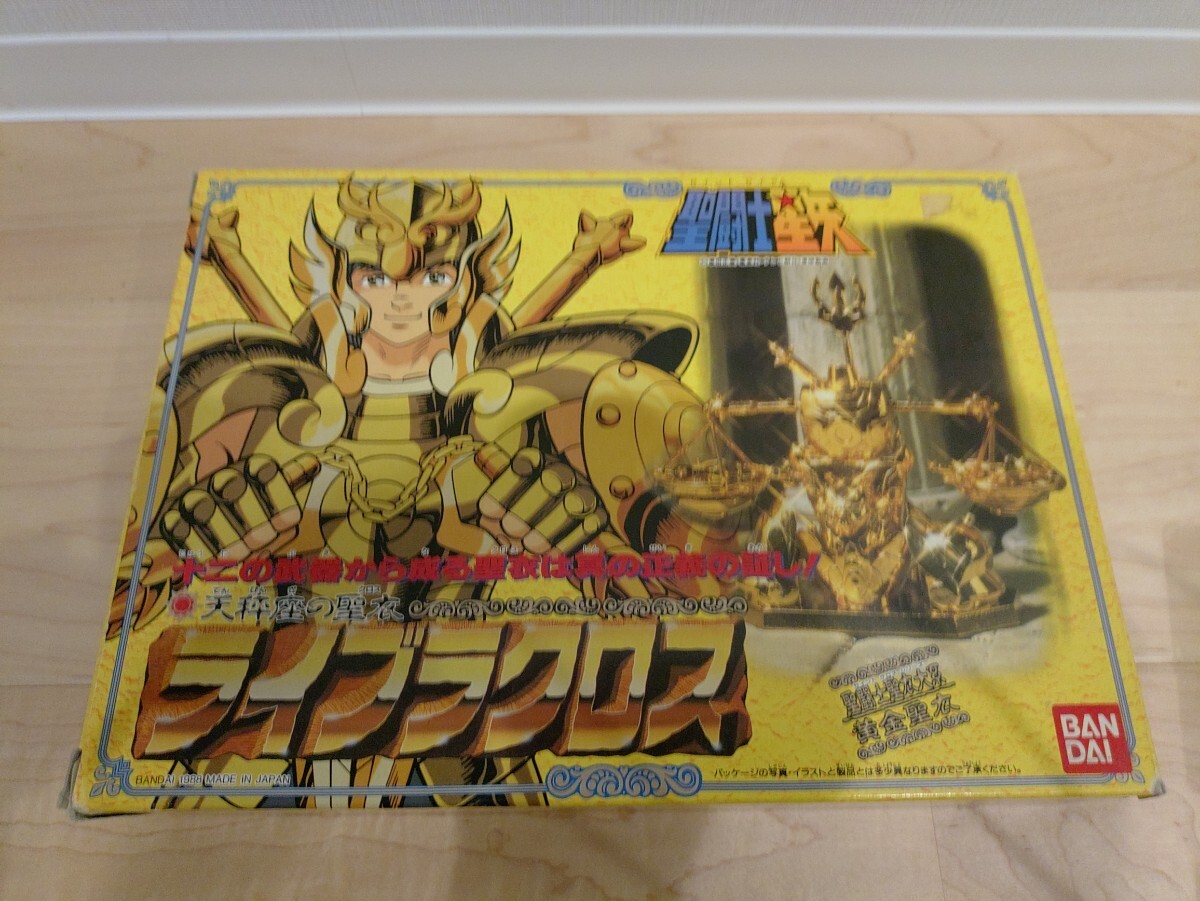 聖闘士星矢
十二の武器から成る聖衣は真の正義の証し!
天秤座の聖衣
ライブラクロス
聖闘士聖衣大系
黄金聖衣
BAN
DAI
BANDAI 1988 MADE IN JAPAN
パッケージの写真・イラストと製品とは多少異なりますのでご了承ください。